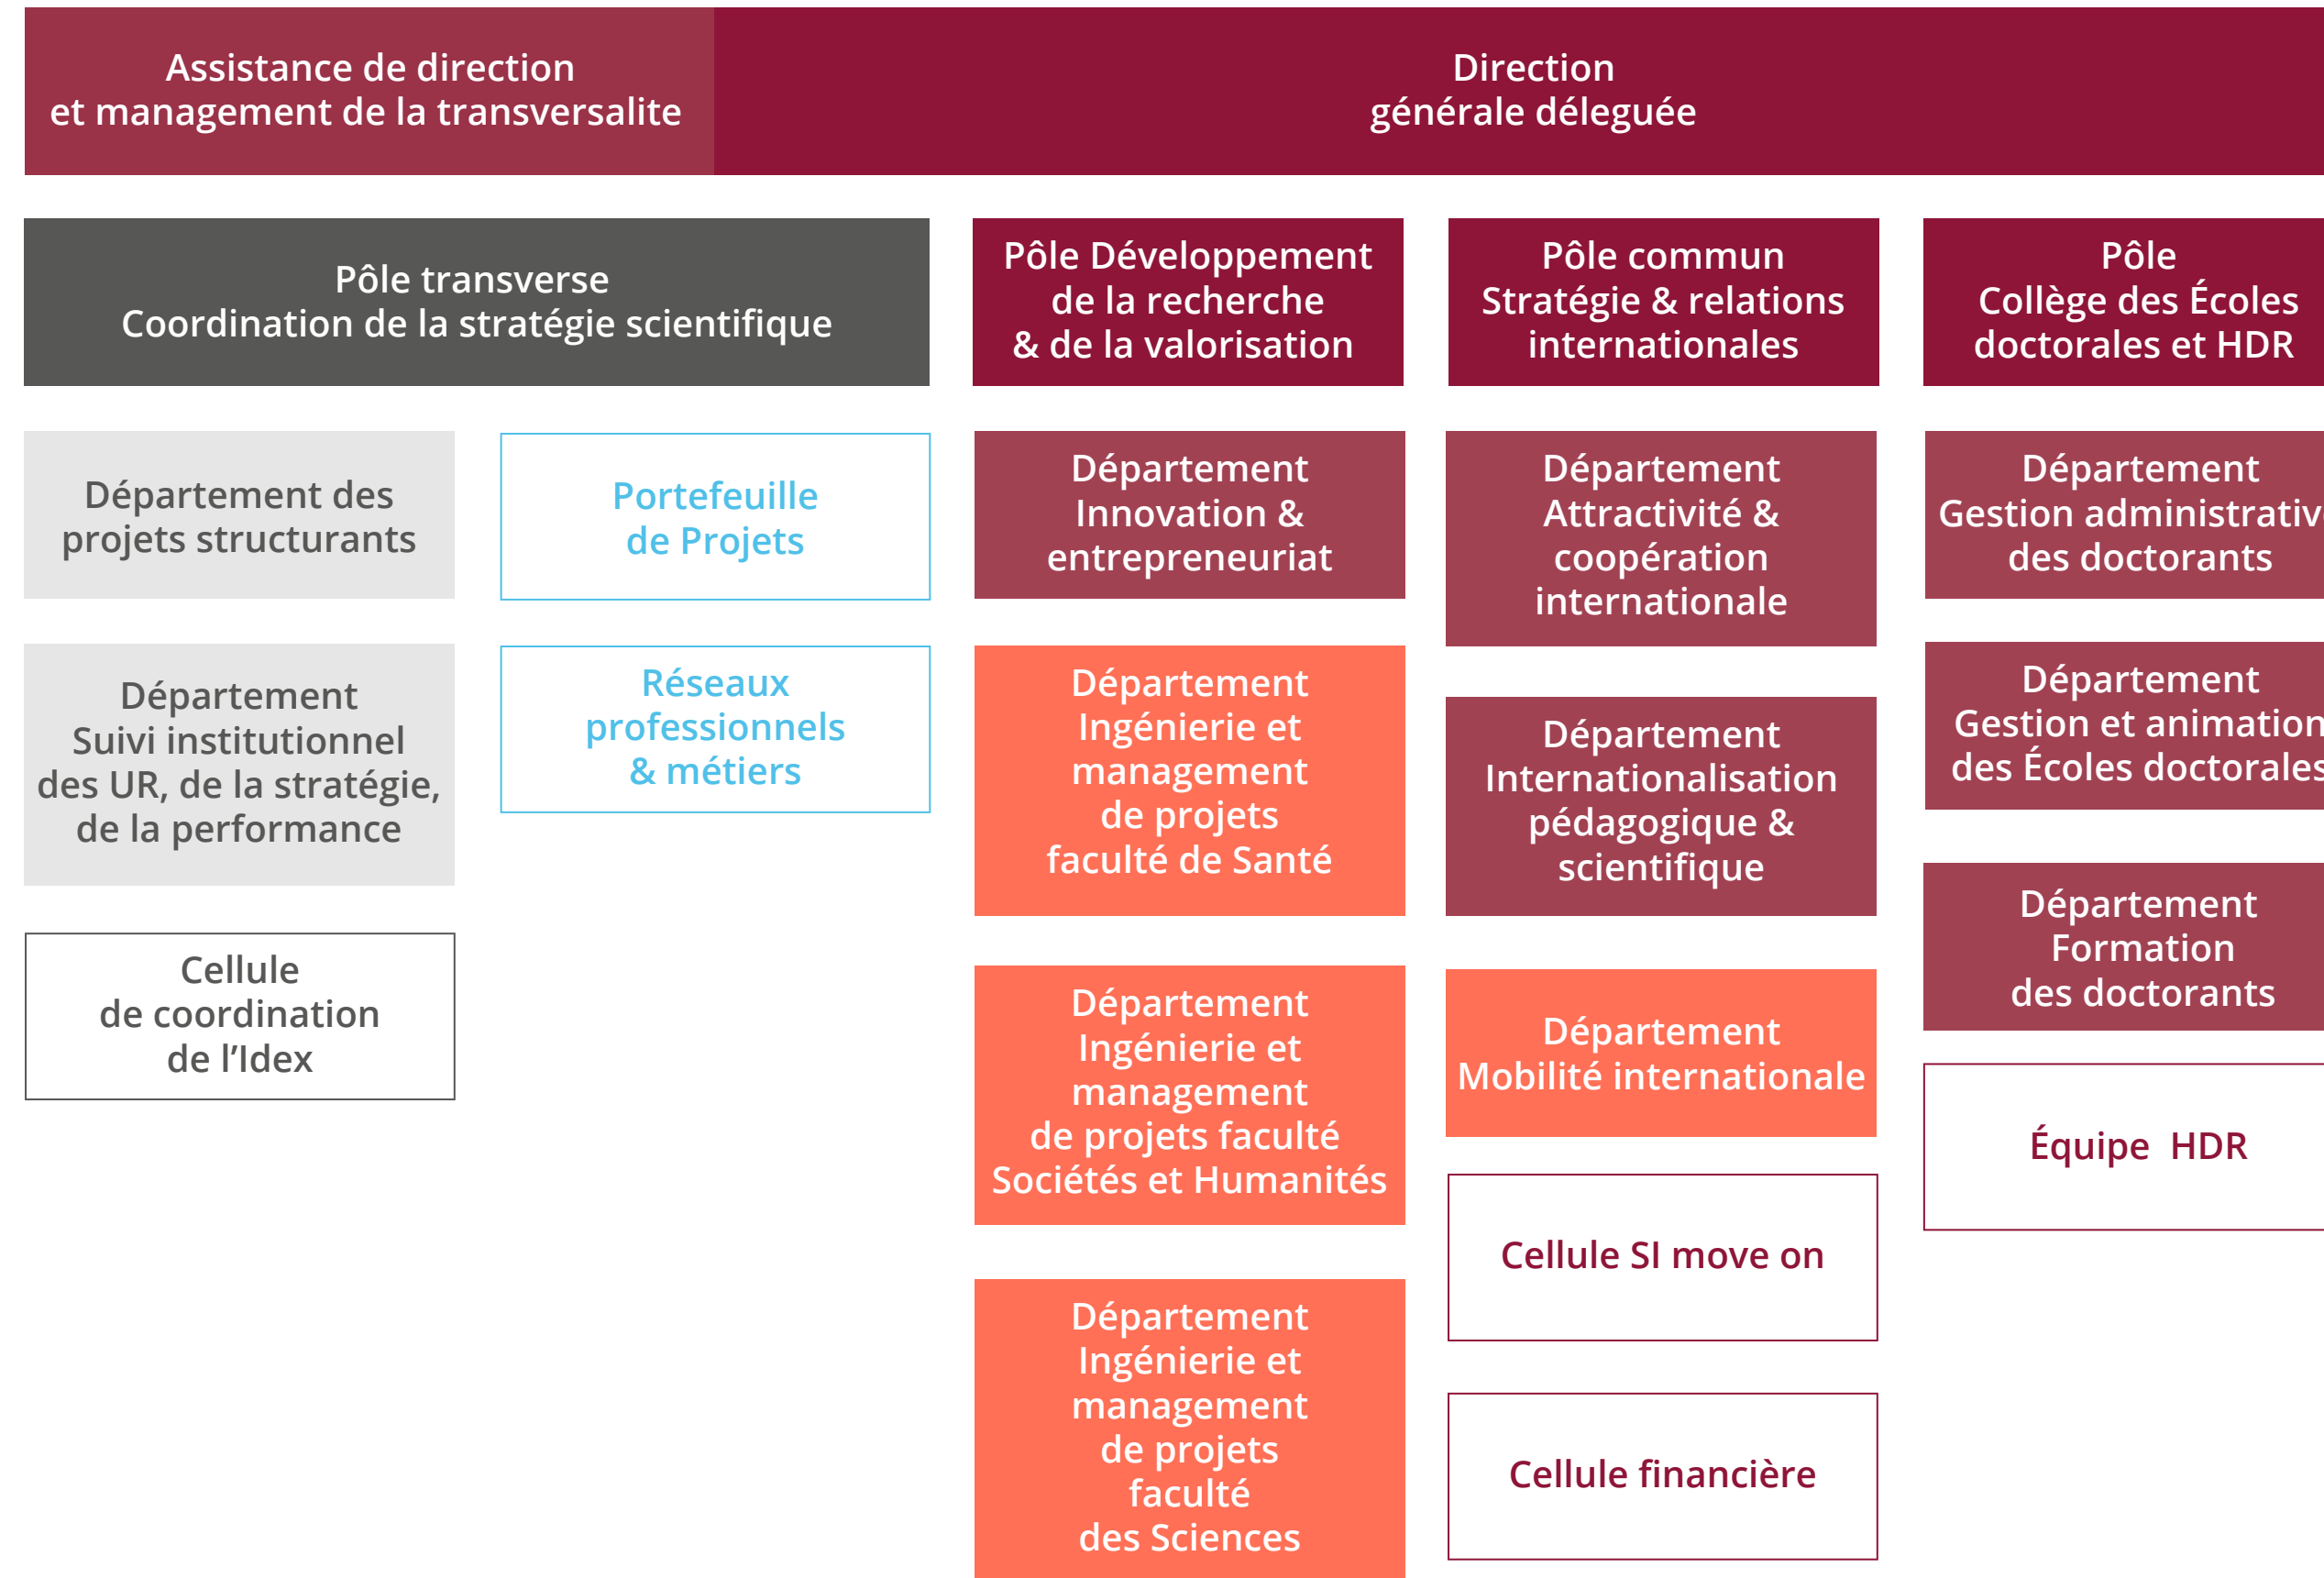 Assistance de direction
et management de la transversalite
Direction
générale déleguée
Pôle transverse
Coordination de la stratégie scientifique
Pôle Développement
de la recherche
& de la valorisation
Pôle commun
Stratégie & relations
internationales
Pôle
Collège des Écoles
doctorales et HDR
Département des
projets structurants
Département
Suivi institutionnel
des UR, de la stratégie,
de la performance
Cellule
de coordination
de l’Idex
Portefeuille
de Projets
Réseaux
professionnels
& métiers
Département
Innovation &
entrepreneuriat
Département
Ingénierie et
management
de projets
faculté de Santé
Département
Ingénierie et
management
de projets faculté
Sociétés et Humanités
Département
Ingénierie et
management
de projets
faculté
des Sciences
Département
Attractivité &
coopération
internationale
Département
Internationalisation
pédagogique &
scientifique
Département
Mobilité internationale
Cellule SI move on
Cellule financière
Département
Gestion administrative
des doctorants
Département
Gestion et animation
des Écoles doctorales
Département
Formation
des doctorants
Équipe HDR